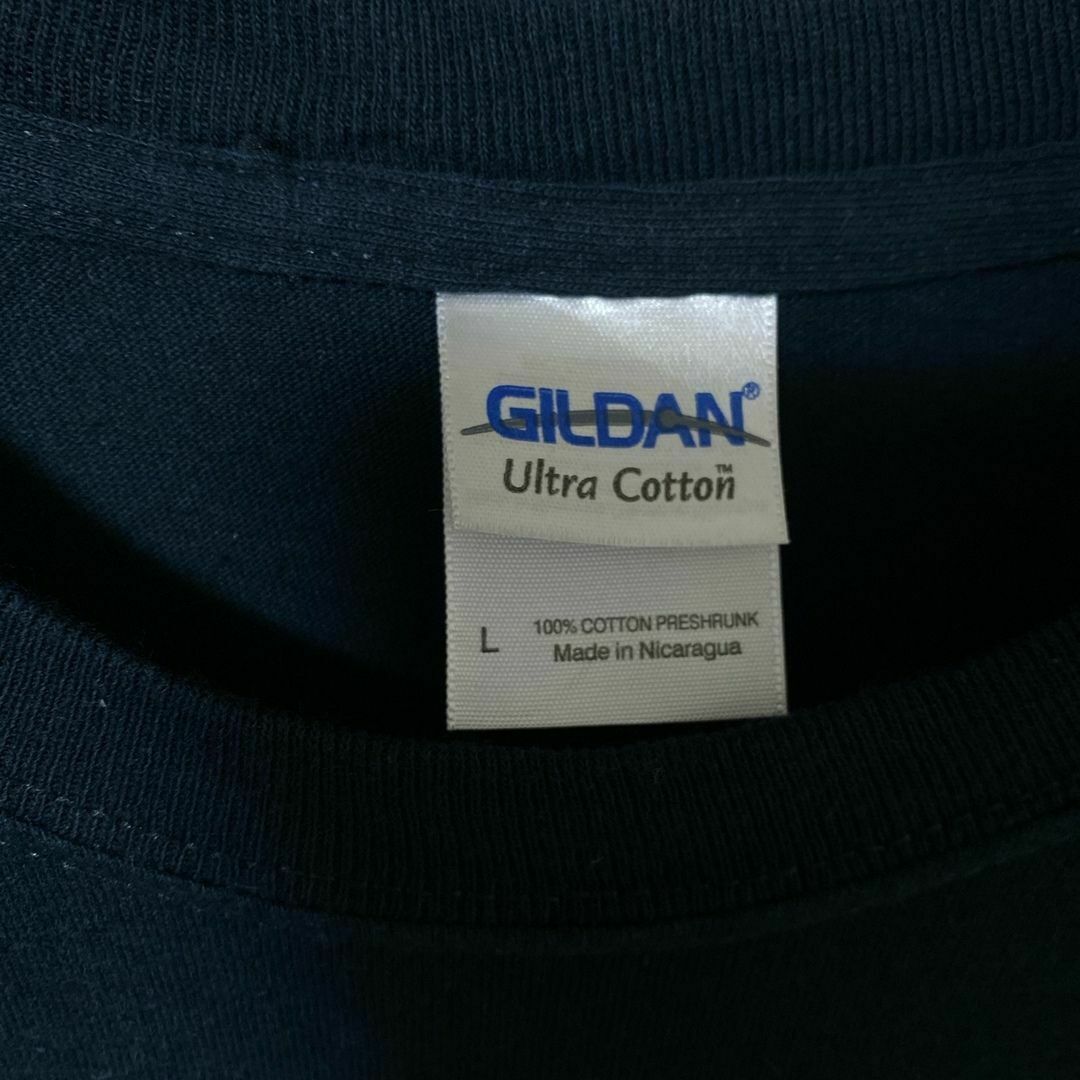 GILDAN®
Ultra Cotton™
L
100% COTTON PRESHRUNK
Made in Nicaragua